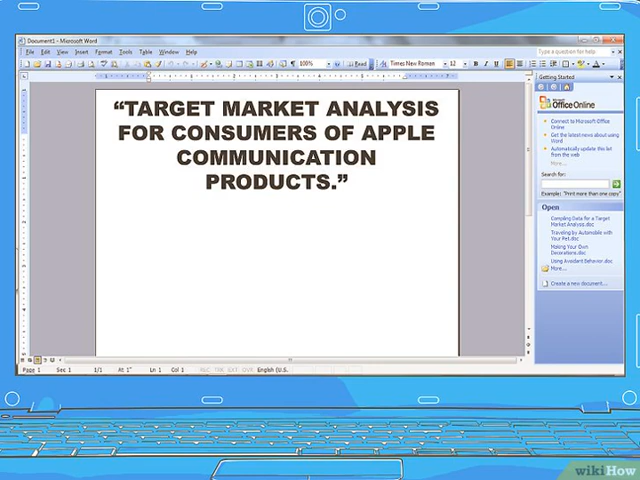 Document1 - Microsoft Word
File Edit View Insert Format Tools Table Window Help
Type a question for help
100% Read Times New Roman 12 B I U
Getting Started
Office Online
Connect to Microsoft Office Online
Get the latest news about using Word
Automatically update this list from the web
More...
Search for:
Example: "Print more than one copy"
Open
Compiling Data for a Target
Market Analysis.doc
Traveling by Automobile with
Your Pet.doc
Making Your Own
Decorations.doc
Using Avoidant Behavior.doc
More...
Create a new document...
“TARGET MARKET ANALYSIS
FOR CONSUMERS OF APPLE
COMMUNICATION
PRODUCTS.”
Page 1 Sec 1 1/1 At 1" Ln 1 Col 1 REC TRK EXT OVR English (U.S.
wikiHow